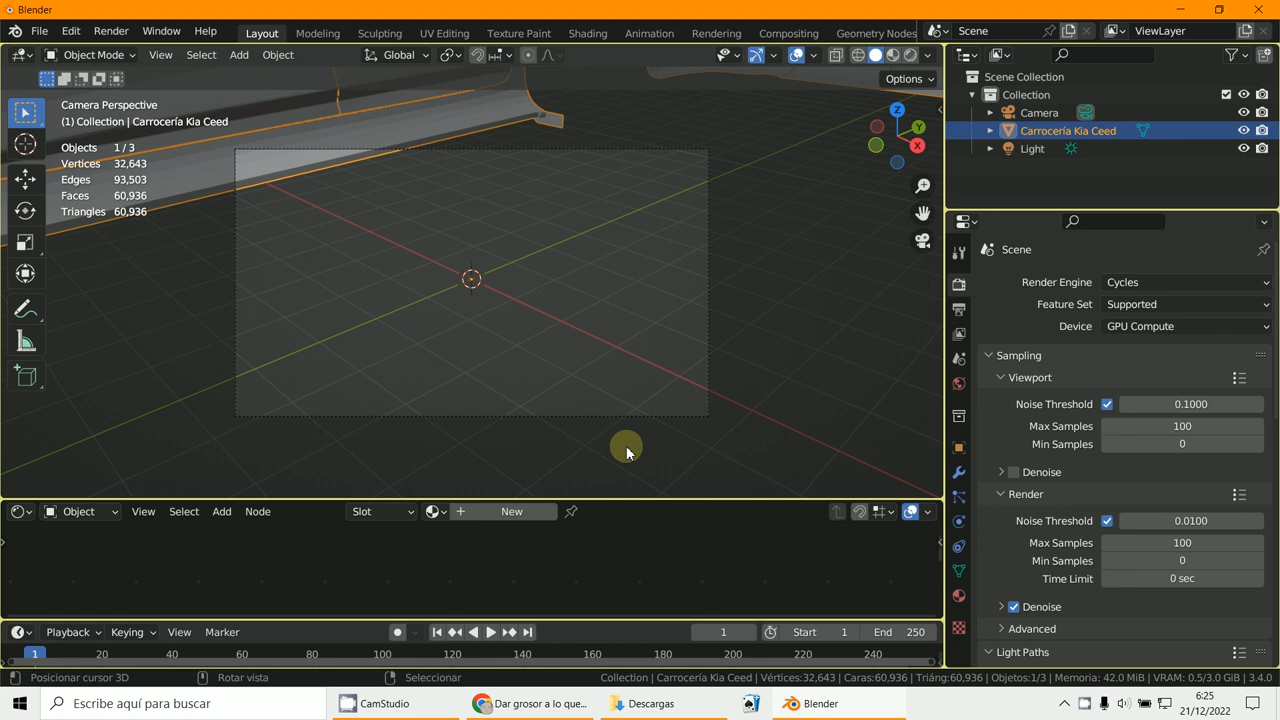 Blender
File Edit Render Window Help
Layout Modeling Sculpting UV Editing Texture Paint Shading Animation Rendering Compositing Geometry Nodes
Scene
ViewLayer
Object Mode View Select Add Object
Global
Options
Camera Perspective
(1) Collection | Carrocería Kia Ceed
Objects 1 / 3
Vertices 32,643
Edges 93,503
Faces 60,936
Triangles 60,936
Z
Y
X
Scene Collection
Collection
Camera
Carrocería Kia Ceed
Light
Scene
Render Engine Cycles
Feature Set Supported
Device GPU Compute
Sampling
Viewport
Noise Threshold 0.1000
Max Samples 100
Min Samples 0
Denoise
Render
Noise Threshold 0.0100
Max Samples 100
Min Samples 0
Time Limit 0 sec
Denoise
Advanced
Light Paths
Object View Select Add Node Slot New
Playback Keying View Marker 1 Start 1 End 250
1 20 40 60 80 100 120 140 160 180 200 220 240
Posicionar cursor 3D Rotar vista Seleccionar Collection | Carrocería Kia Ceed | Vértices:32,643 | Caras:60,936 | Triáng:60,936 | Objetos:1/3 | Memoria: 42.0 MiB | VRAM: 0.5/3.0 GiB | 3.4.0
Escribe aquí para buscar
CamStudio
Dar grosor a lo que...
Descargas
Blender
6:25
21/12/2022